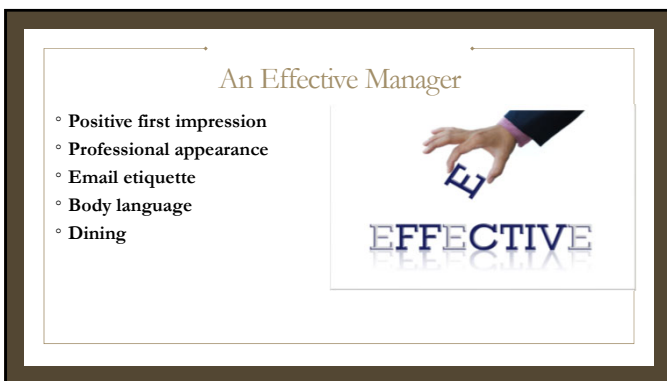 An Effective Manager
° Positive first impression
° Professional appearance
° Email etiquette
° Body language
° Dining
E
EFFECTIVE